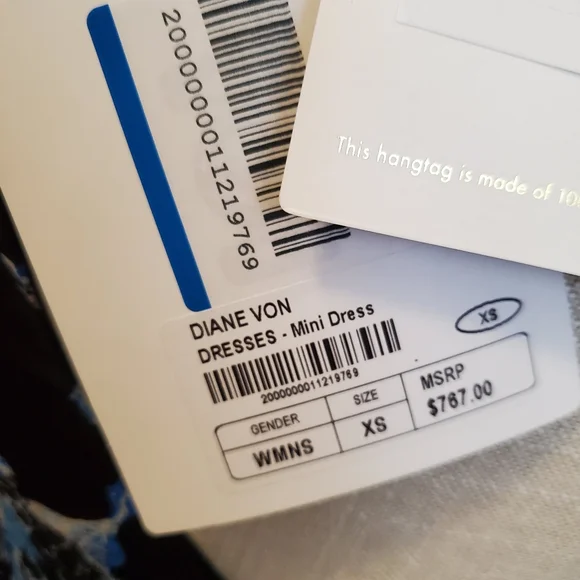 2000000011219769
This hangtag is made of 10
DIANE VON
DRESSES - Mini Dress
XS
2000000011219769
GENDER SIZE MSRP
WMNS XS $767.00